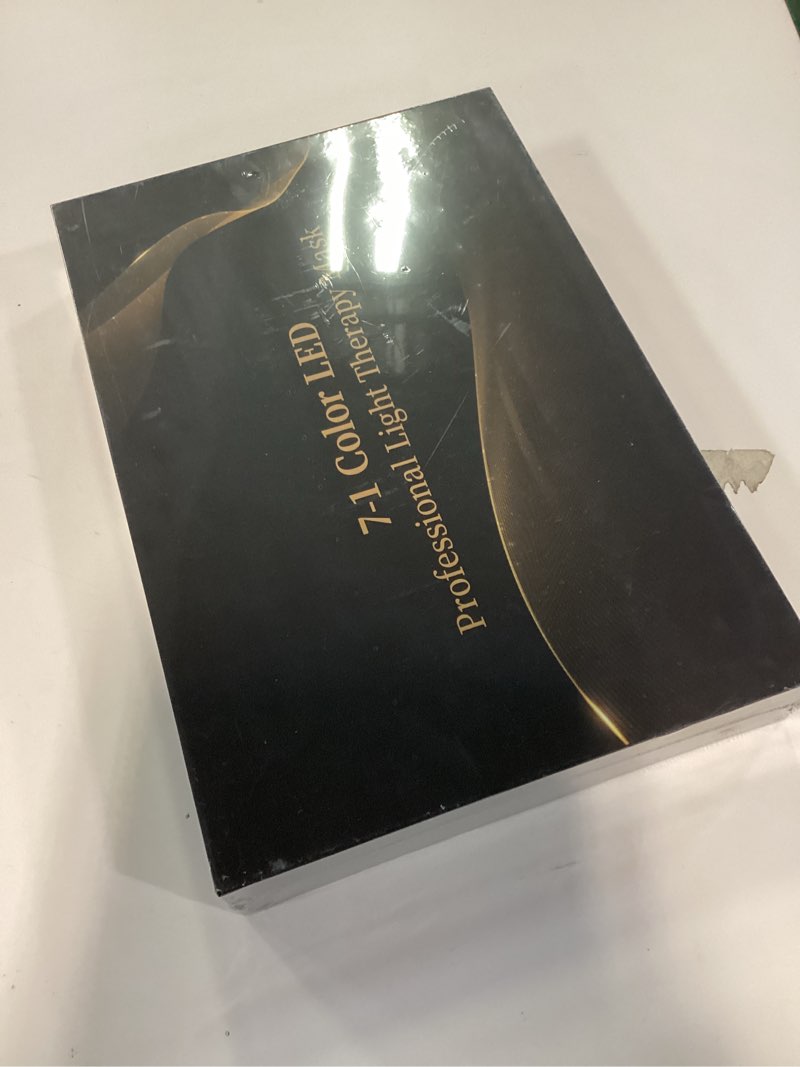 7-1 Color LED
Professional Light Therapy Mask